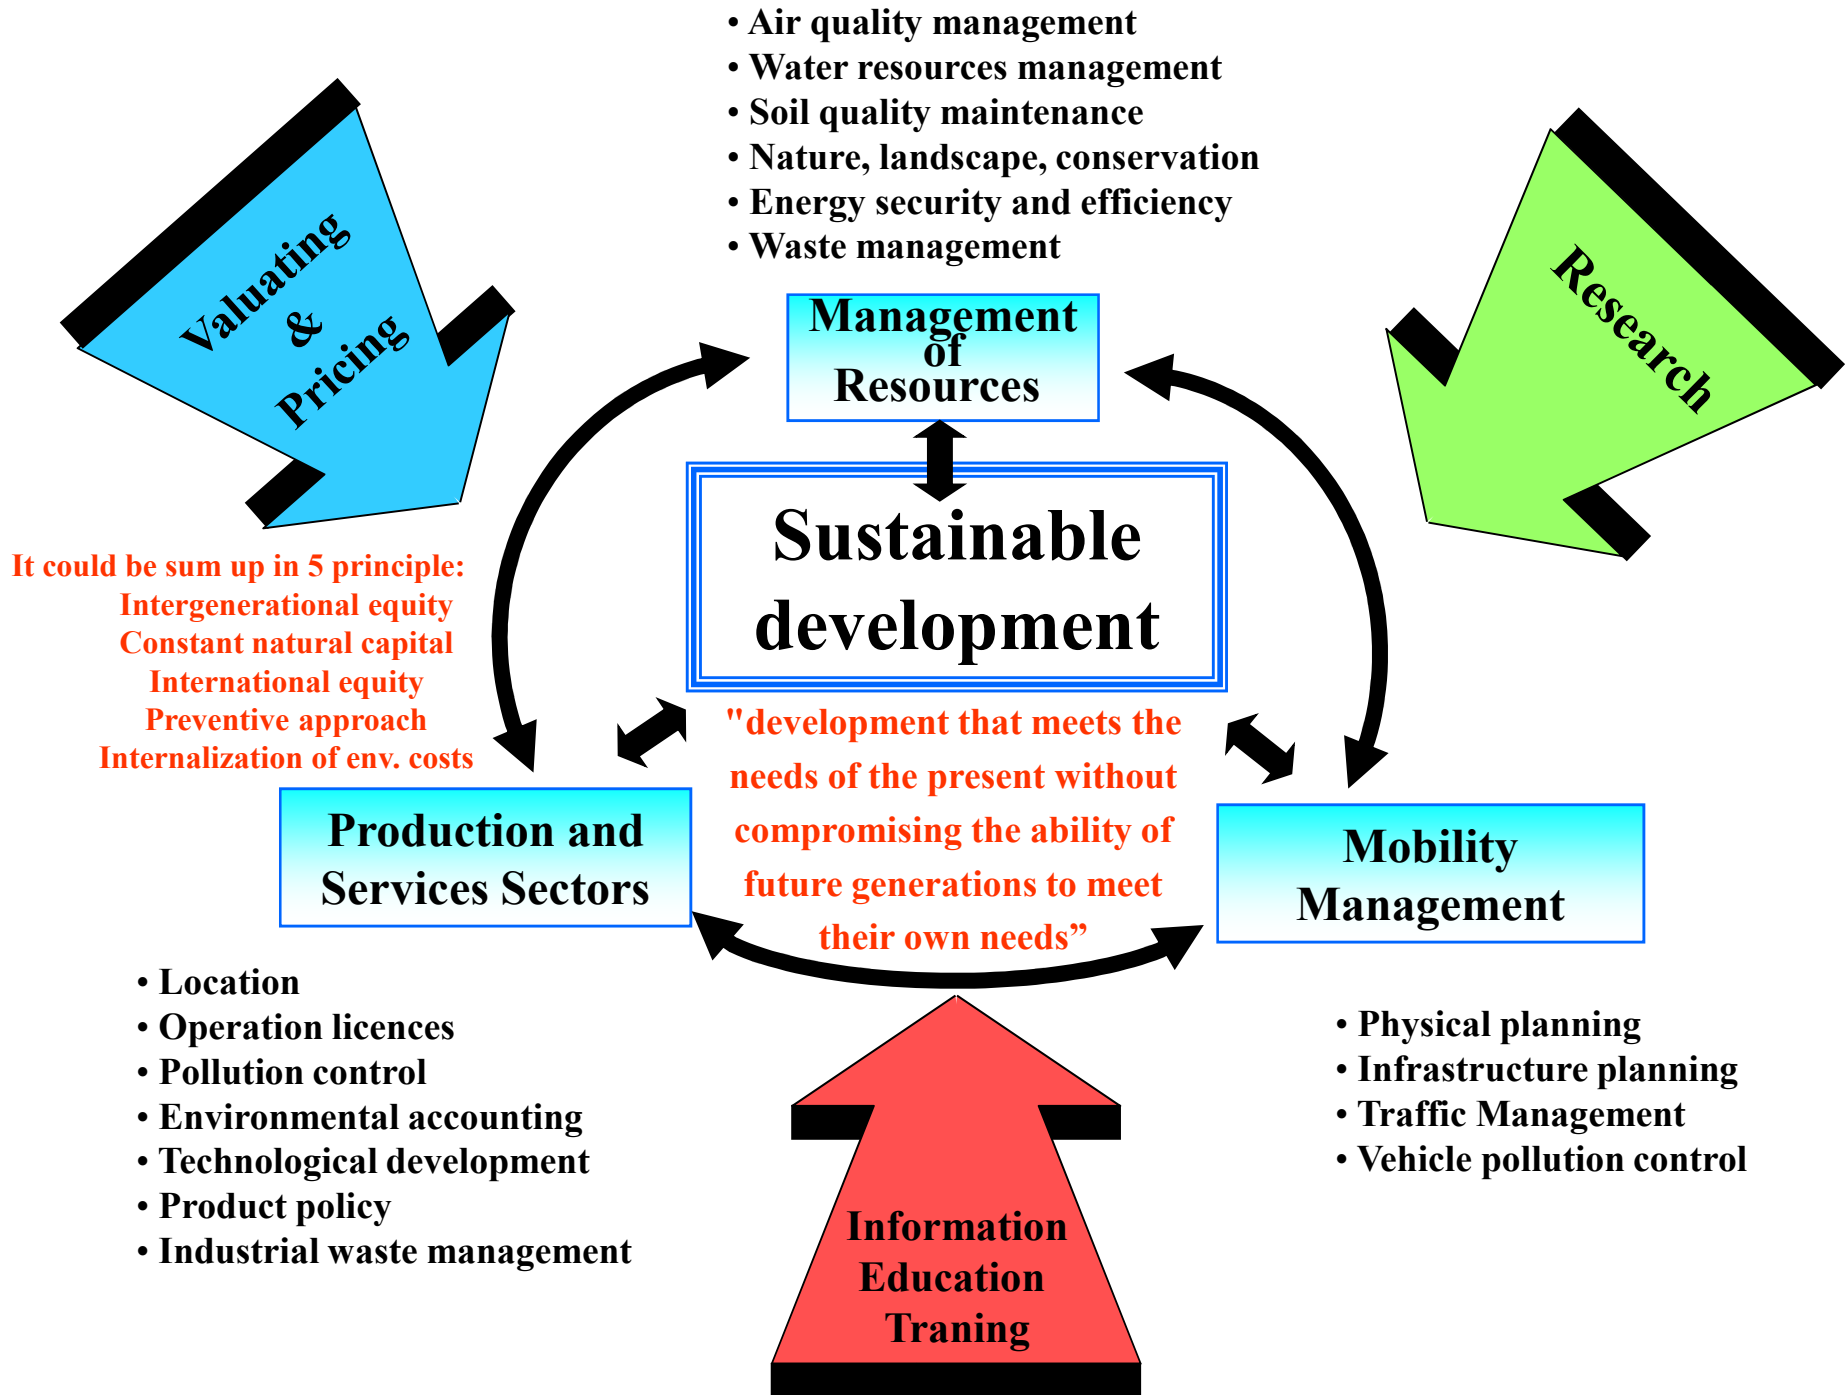 • Air quality management
• Water resources management
• Soil quality maintenance
• Nature, landscape, conservation
• Energy security and efficiency
• Waste management
Valuating
&
Pricing
Research
Management
of
Resources
Sustainable
development
It could be sum up in 5 principle:
Intergenerational equity
Constant natural capital
International equity
Preventive approach
Internalization of env. costs
"development that meets the
needs of the present without
compromising the ability of
future generations to meet
their own needs”
Production and
Services Sectors
Mobility
Management
• Location
• Operation licences
• Pollution control
• Environmental accounting
• Technological development
• Product policy
• Industrial waste management
• Physical planning
• Infrastructure planning
• Traffic Management
• Vehicle pollution control
Information
Education
Traning